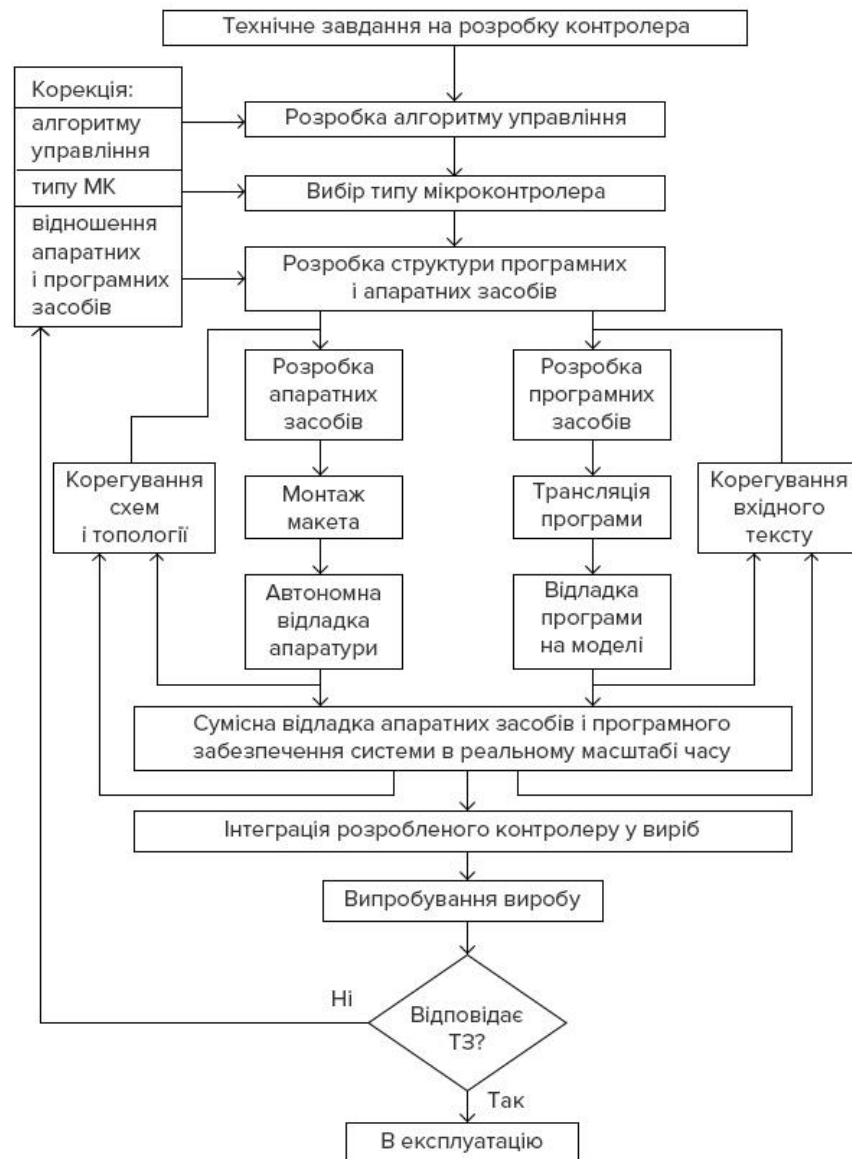 Технічне завдання на розробку контролера
Корекція:
алгоритму
управління
типу МК
відношення
апаратних
і програмних
засобів
Розробка алгоритму управління
Вибір типу мікроконтролера
Розробка структури програмних
і апаратних засобів
Розробка
апаратних
засобів
Розробка
програмних
засобів
Корегування
схем
і топології
Монтаж
макета
Трансляція
програми
Корегування
вхідного
тексту
Автономна
відладка
апаратури
Відладка
програми
на моделі
Сумісна відладка апаратних засобів і програмного
забезпечення системи в реальному масштабі часу
Інтеграція розробленого контролеру у виріб
Випробування виробу
Ні
Відповідає
ТЗ?
Так
В експлуатацію